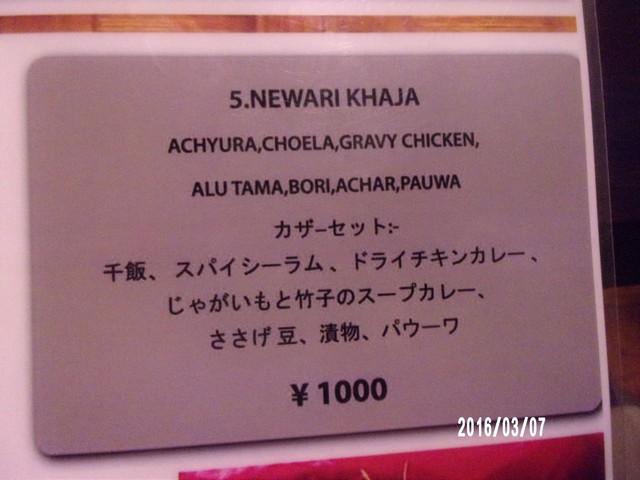 5.NEWARI KHAJA
ACHYURA,CHOELA,GRAVY CHICKEN,
ALU TAMA,BORI,ACHAR,PAUWA
カザーセット:-
干飯、スパイシーラム、ドライチキンカレー、
じゃがいもと竹子のスープカレー、
ささげ豆、漬物、パウーワ
¥ 1000
2016/03/07